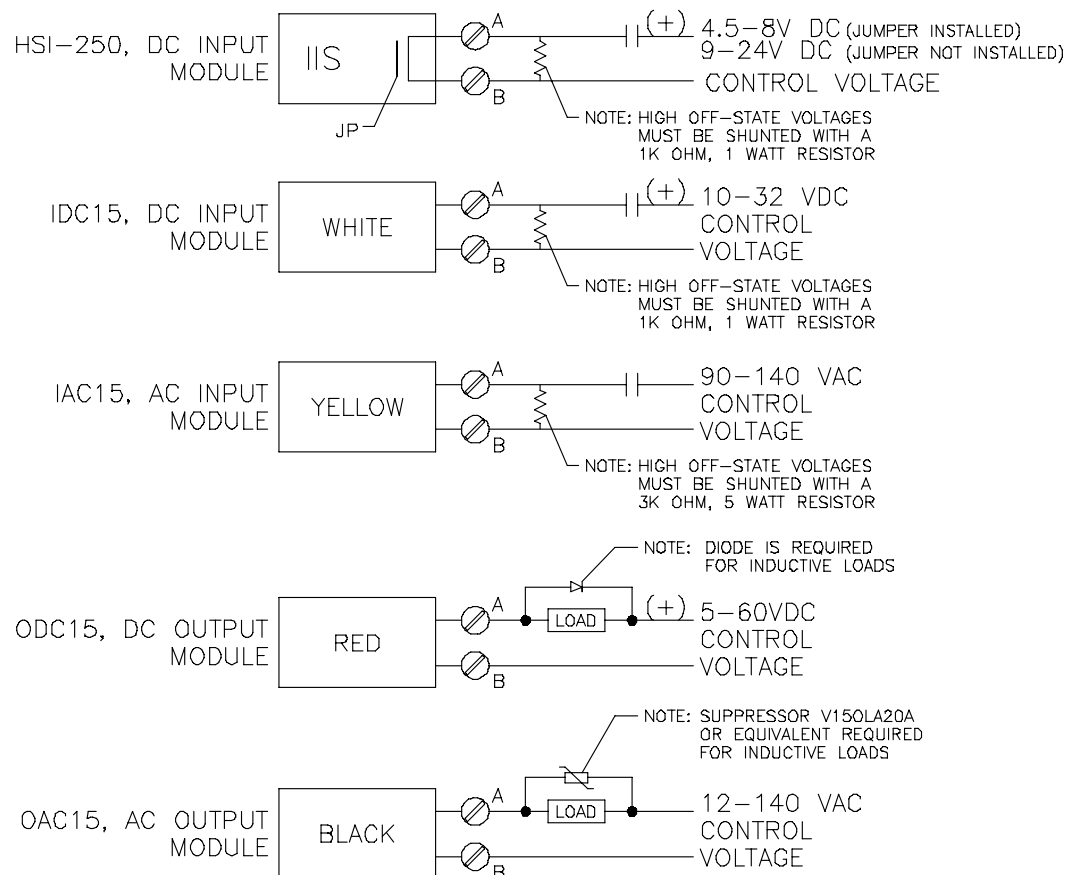 HSI-250, DC INPUT
MODULE
IIS
JP
A
B
(+) 4.5-8V DC (JUMPER INSTALLED)
9-24V DC (JUMPER NOT INSTALLED)
CONTROL VOLTAGE
NOTE: HIGH OFF-STATE VOLTAGES
MUST BE SHUNTED WITH A
1K OHM, 1 WATT RESISTOR
IDC15, DC INPUT
MODULE
WHITE
A
B
(+) 10-32 VDC
CONTROL
VOLTAGE
NOTE: HIGH OFF-STATE VOLTAGES
MUST BE SHUNTED WITH A
1K OHM, 1 WATT RESISTOR
IAC15, AC INPUT
MODULE
YELLOW
A
B
90-140 VAC
CONTROL
VOLTAGE
NOTE: HIGH OFF-STATE VOLTAGES
MUST BE SHUNTED WITH A
3K OHM, 5 WATT RESISTOR
NOTE: DIODE IS REQUIRED
FOR INDUCTIVE LOADS
ODC15, DC OUTPUT
MODULE
RED
A
B
LOAD
(+) 5-60VDC
CONTROL
VOLTAGE
NOTE: SUPPRESSOR V150LA20A
OR EQUIVALENT REQUIRED
FOR INDUCTIVE LOADS
OAC15, AC OUTPUT
MODULE
BLACK
A
B
LOAD
12-140 VAC
CONTROL
VOLTAGE